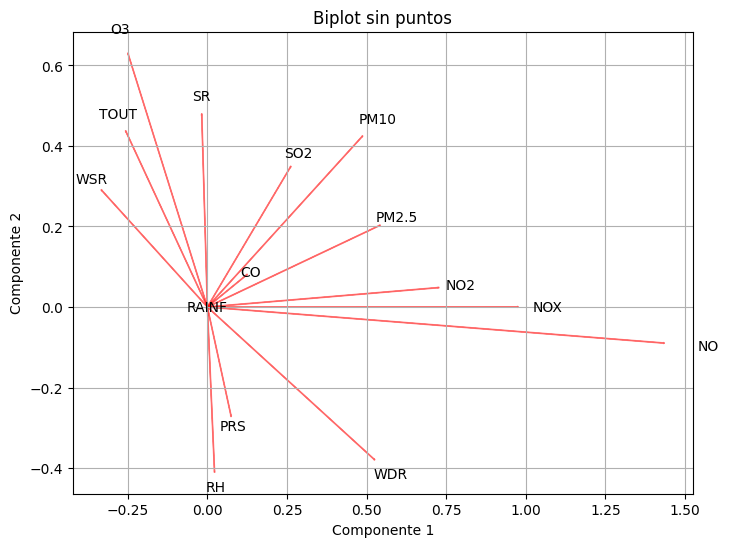 Biplot sin puntos
O3
SR
TOUT
PM10
SO2
WSR
PM2.5
CO
NO2
RAINF
NOX
NO
PRS
WDR
RH
0.6
0.4
0.2
0.0
−0.2
−0.4
Componente 2
−0.25
0.00
0.25
0.50
0.75
1.00
1.25
1.50
Componente 1